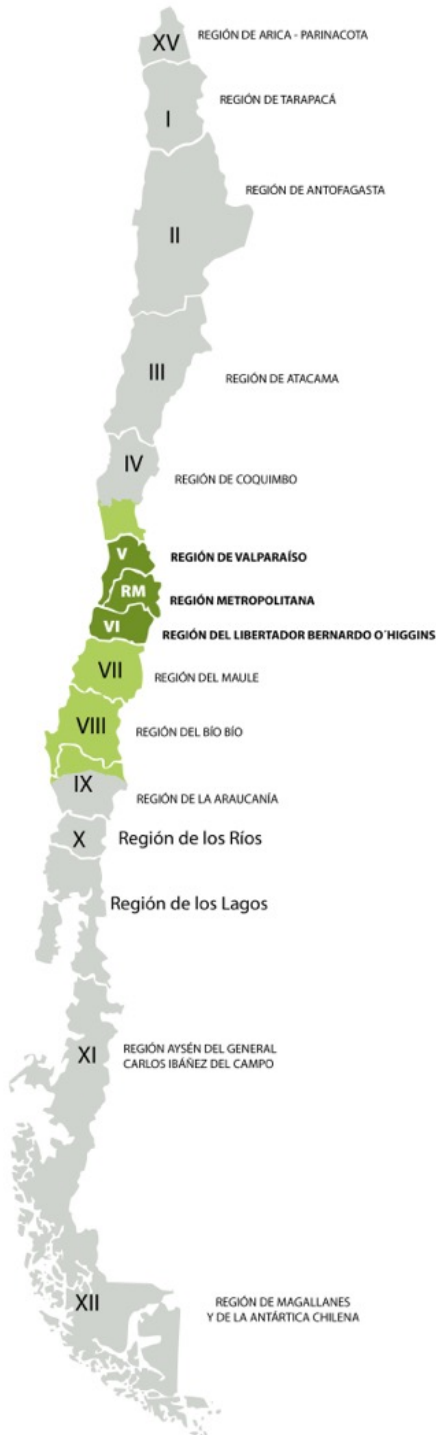 XV
REGIÓN DE ARICA - PARINACOTA
I
REGIÓN DE TARAPACÁ
REGIÓN DE ANTOFAGASTA
II
III
REGIÓN DE ATACAMA
IV
REGIÓN DE COQUIMBO
V
REGIÓN DE VALPARAÍSO
RM
REGIÓN METROPOLITANA
VI
REGIÓN DEL LIBERTADOR BERNARDO O´HIGGINS
VII
REGIÓN DEL MAULE
VIII
REGIÓN DEL BÍO BÍO
IX
REGIÓN DE LA ARAUCANÍA
X
Región de los Ríos
Región de los Lagos
XI
REGIÓN AYSÉN DEL GENERAL
CARLOS IBÁÑEZ DEL CAMPO
XII
REGIÓN DE MAGALLANES
Y DE LA ANTÁRTICA CHILENA